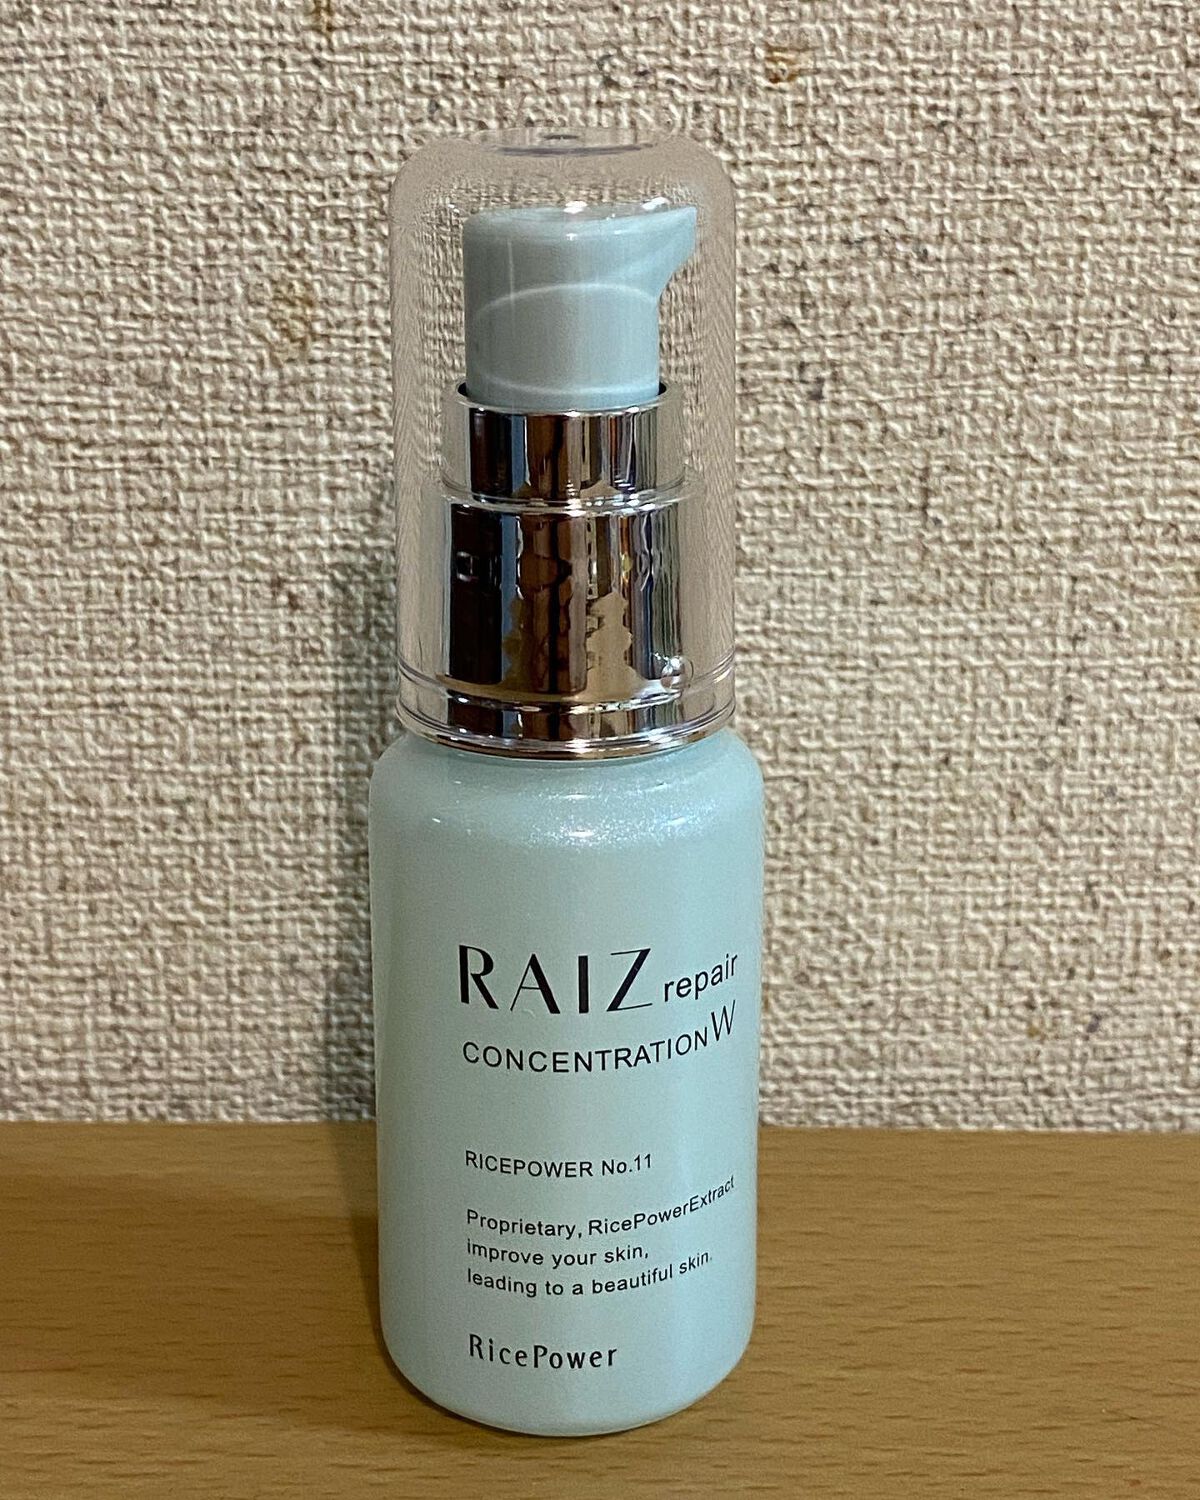 RAIZ repair
CONCENTRATION W
RICEPOWER No.11
Proprietary, RicePowerExtract
improve your skin,
leading to a beautiful skin.
RicePower